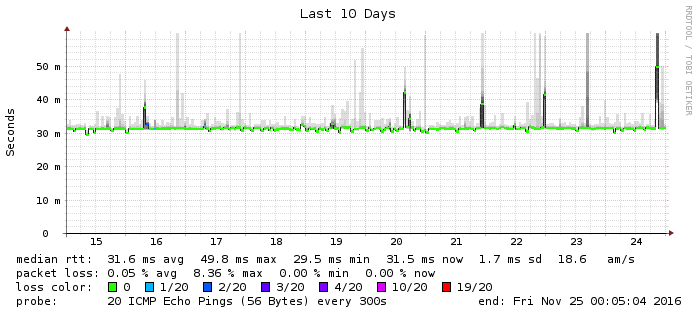 Last 10 Days
RRDTOOL / TOBI OETIKER
Seconds
50 m
40 m
30 m
20 m
10 m
0
15 16 17 18 19 20 21 22 23 24
median rtt: 31.6 ms avg 49.8 ms max 29.5 ms min 31.5 ms now 1.7 ms sd 18.6 am/s
packet loss: 0.05 % avg 8.36 % max 0.00 % min 0.00 % now
loss color: 0 1/20 2/20 3/20 4/20 10/20 19/20
probe: 20 ICMP Echo Pings (56 Bytes) every 300s end: Fri Nov 25 00:05:04 2016